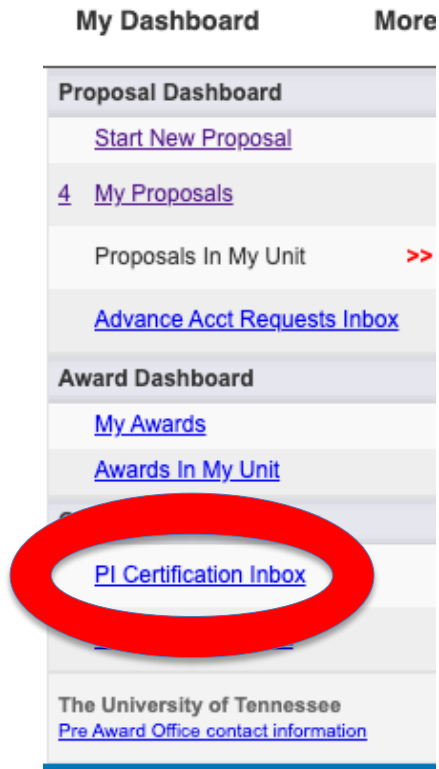 My Dashboard More
Proposal Dashboard
Start New Proposal
4 My Proposals
Proposals In My Unit >>
Advance Acct Requests Inbox
Award Dashboard
My Awards
Awards In My Unit
PI Certification Inbox
The University of Tennessee
Pre Award Office contact information